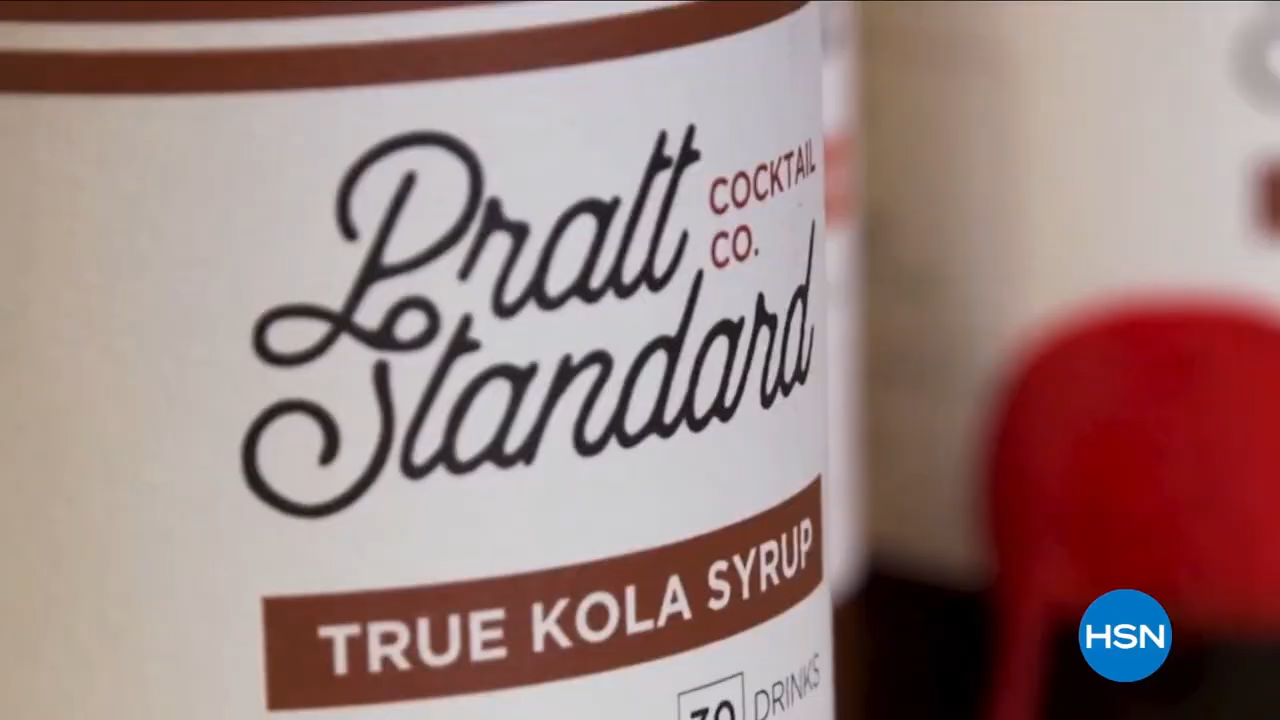 Pratt
COCKTAIL
CO.
Standard
TRUE KOLA SYRUP
DRINKS
HSN